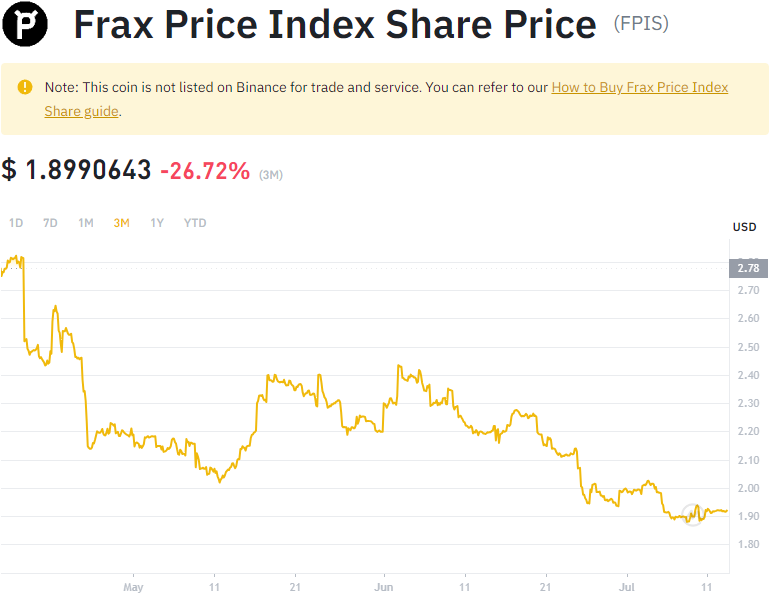 Frax Price Index Share Price (FPIS)
Note: This coin is not listed on Binance for trade and service. You can refer to our How to Buy Frax Price Index
Share guide.
$ 1.8990643 -26.72% (3M)
1D 7D 1M 3M 1Y YTD
USD
2.78
2.70
2.60
2.50
2.40
2.30
2.20
2.10
2.00
1.90
1.80
May 11 21 Jun 11 21 Jul 11